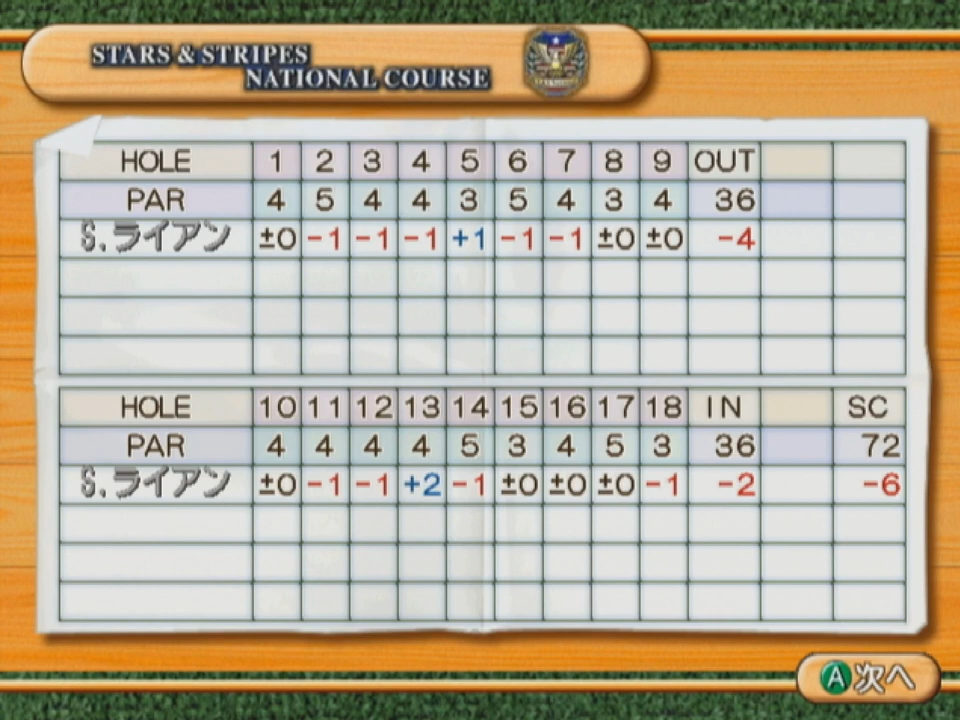 STARS & STRIPES
NATIONAL COURSE
HOLE 1 2 3 4 5 6 7 8 9 OUT
PAR 4 5 4 4 3 5 4 3 4 36
S.ライアン ±0 -1 -1 -1 +1 -1 -1 ±0 ±0 -4
HOLE 10 11 12 13 14 15 16 17 18 IN SC
PAR 4 4 4 4 5 3 4 5 3 36 72
S.ライアン ±0 -1 -1 +2 -1 ±0 ±0 ±0 -1 -2 -6
A次へ